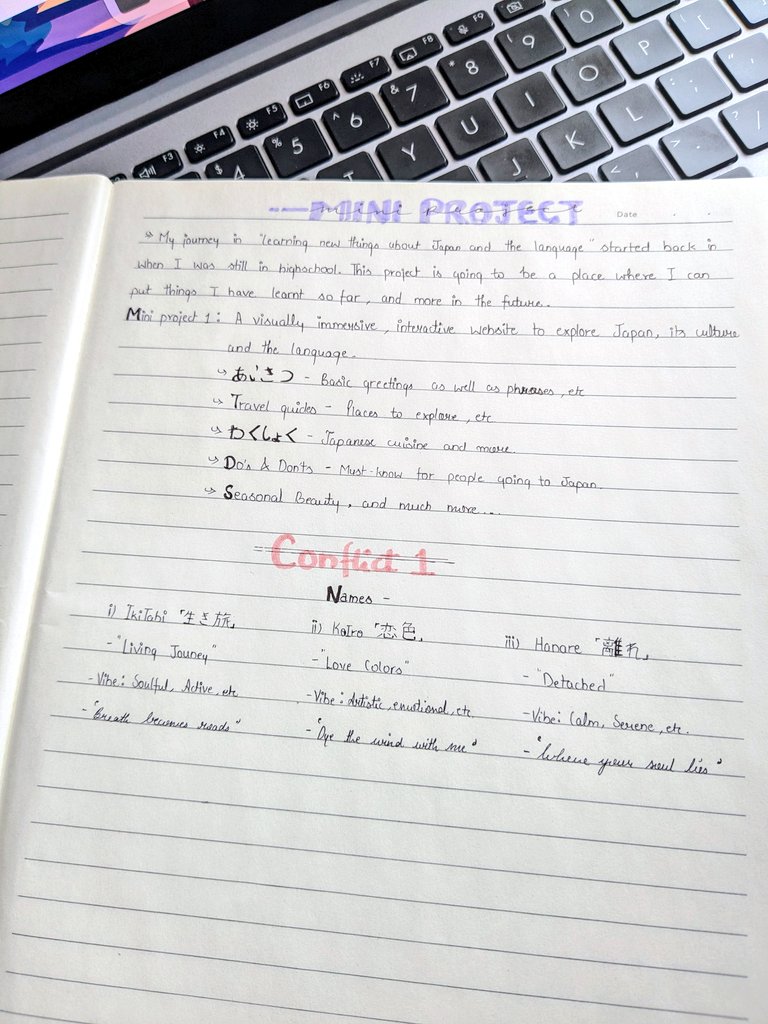 F3 F4 F5 F6 F7 F8 F9
$ 4 % 5 ^ 6 & 7 * 8 ( 9 ) 0
T Y U I O P [
J K L : ; " '
< , > . ? /
MINI PROJECT
mini project
Date . .
My journey in "learning new things about Japan and the language" started back in
when I was still in highschool. This project is going to be a place where I can
put things I have learnt so far, and more in the future.
Mini project 1: A visually immersive, interactive website to explore Japan, its culture
and the language.
↪ あいさつ - Basic greetings as well as phrases, etc
↪ Travel guides - Places to explore, etc
↪ わくしょく - Japanese cuisine and more.
↪ Do's & Donts - Must-know for people going to Japan.
↪ Seasonal Beauty, and much more...
Conflict 1
Names -
i) IkiTabi 「生き旅」
- "Living Jouney"
- Vibe: Soulful, Active, etc
- "Breath becomes roads"
ii) KoIro 「恋色」
- "Love Colors"
- Vibe: Artistic, emotional, etc.
- "Dye the wind with me"
iii) Hanare 「離れ」
- "Detached"
- Vibe: Calm, Serene, etc.
- "Where your soul lies"